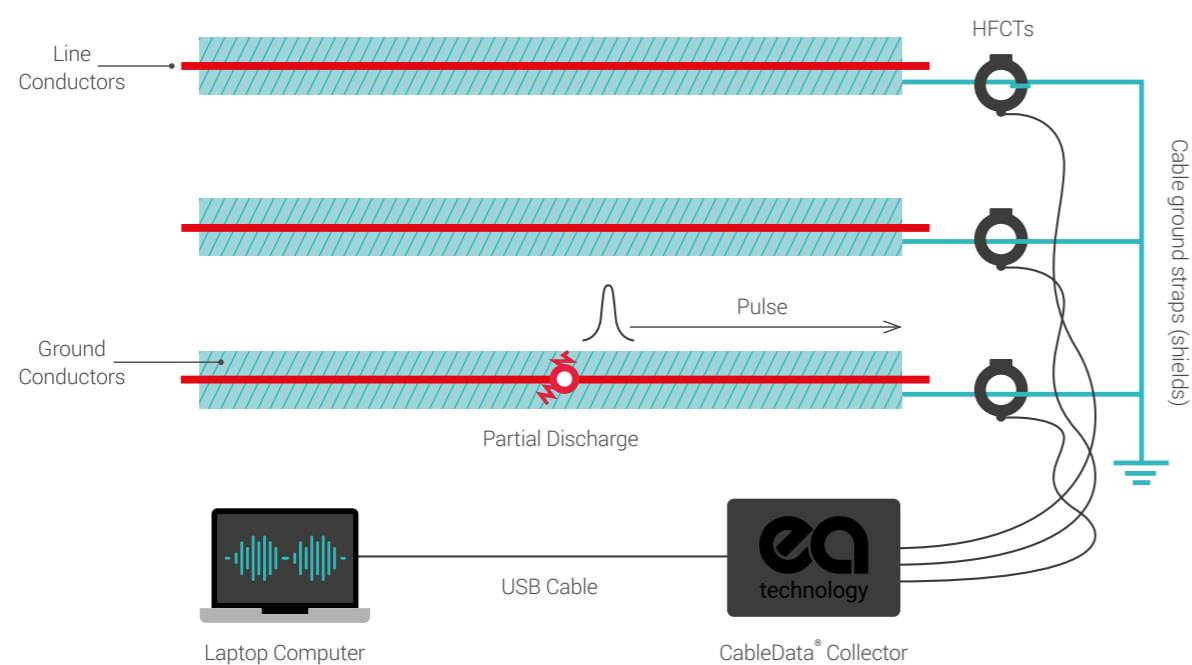 HFCTs
Line
Conductors
Cable ground straps (shields)
Pulse
Ground
Conductors
Partial Discharge
ea
technology
USB Cable
Laptop Computer
CableData® Collector